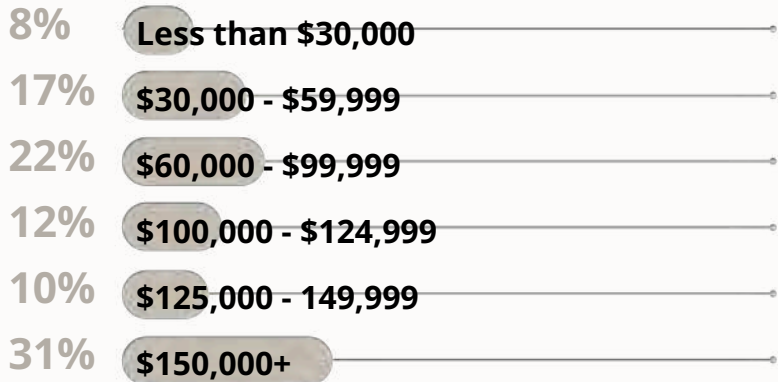 8% Less than $30,000
17% $30,000 - $59,999
22% $60,000 - $99,999
12% $100,000 - $124,999
10% $125,000 - 149,999
31% $150,000+